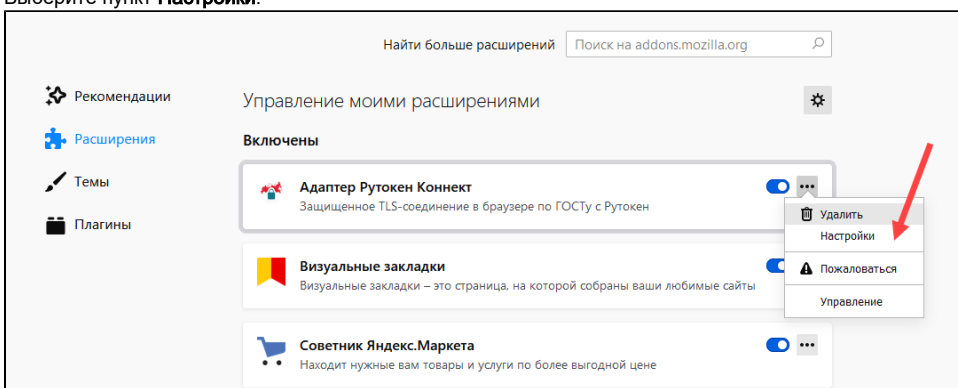 Выберите пункт Настройки.
Найти больше расширений Поиск на addons.mozilla.org
Рекомендации
Расширения
Темы
Плагины
Управление моими расширениями
Включены
Адаптер Рутокен Коннект
Защищенное TLS-соединение в браузере по ГОСТу с Рутокен
Удалить
Настройки
Пожаловаться
Управление
Визуальные закладки
Визуальные закладки – это страница, на которой собраны ваши любимые сайты
Советник Яндекс.Маркета
Находит нужные вам товары и услуги по более выгодной цене